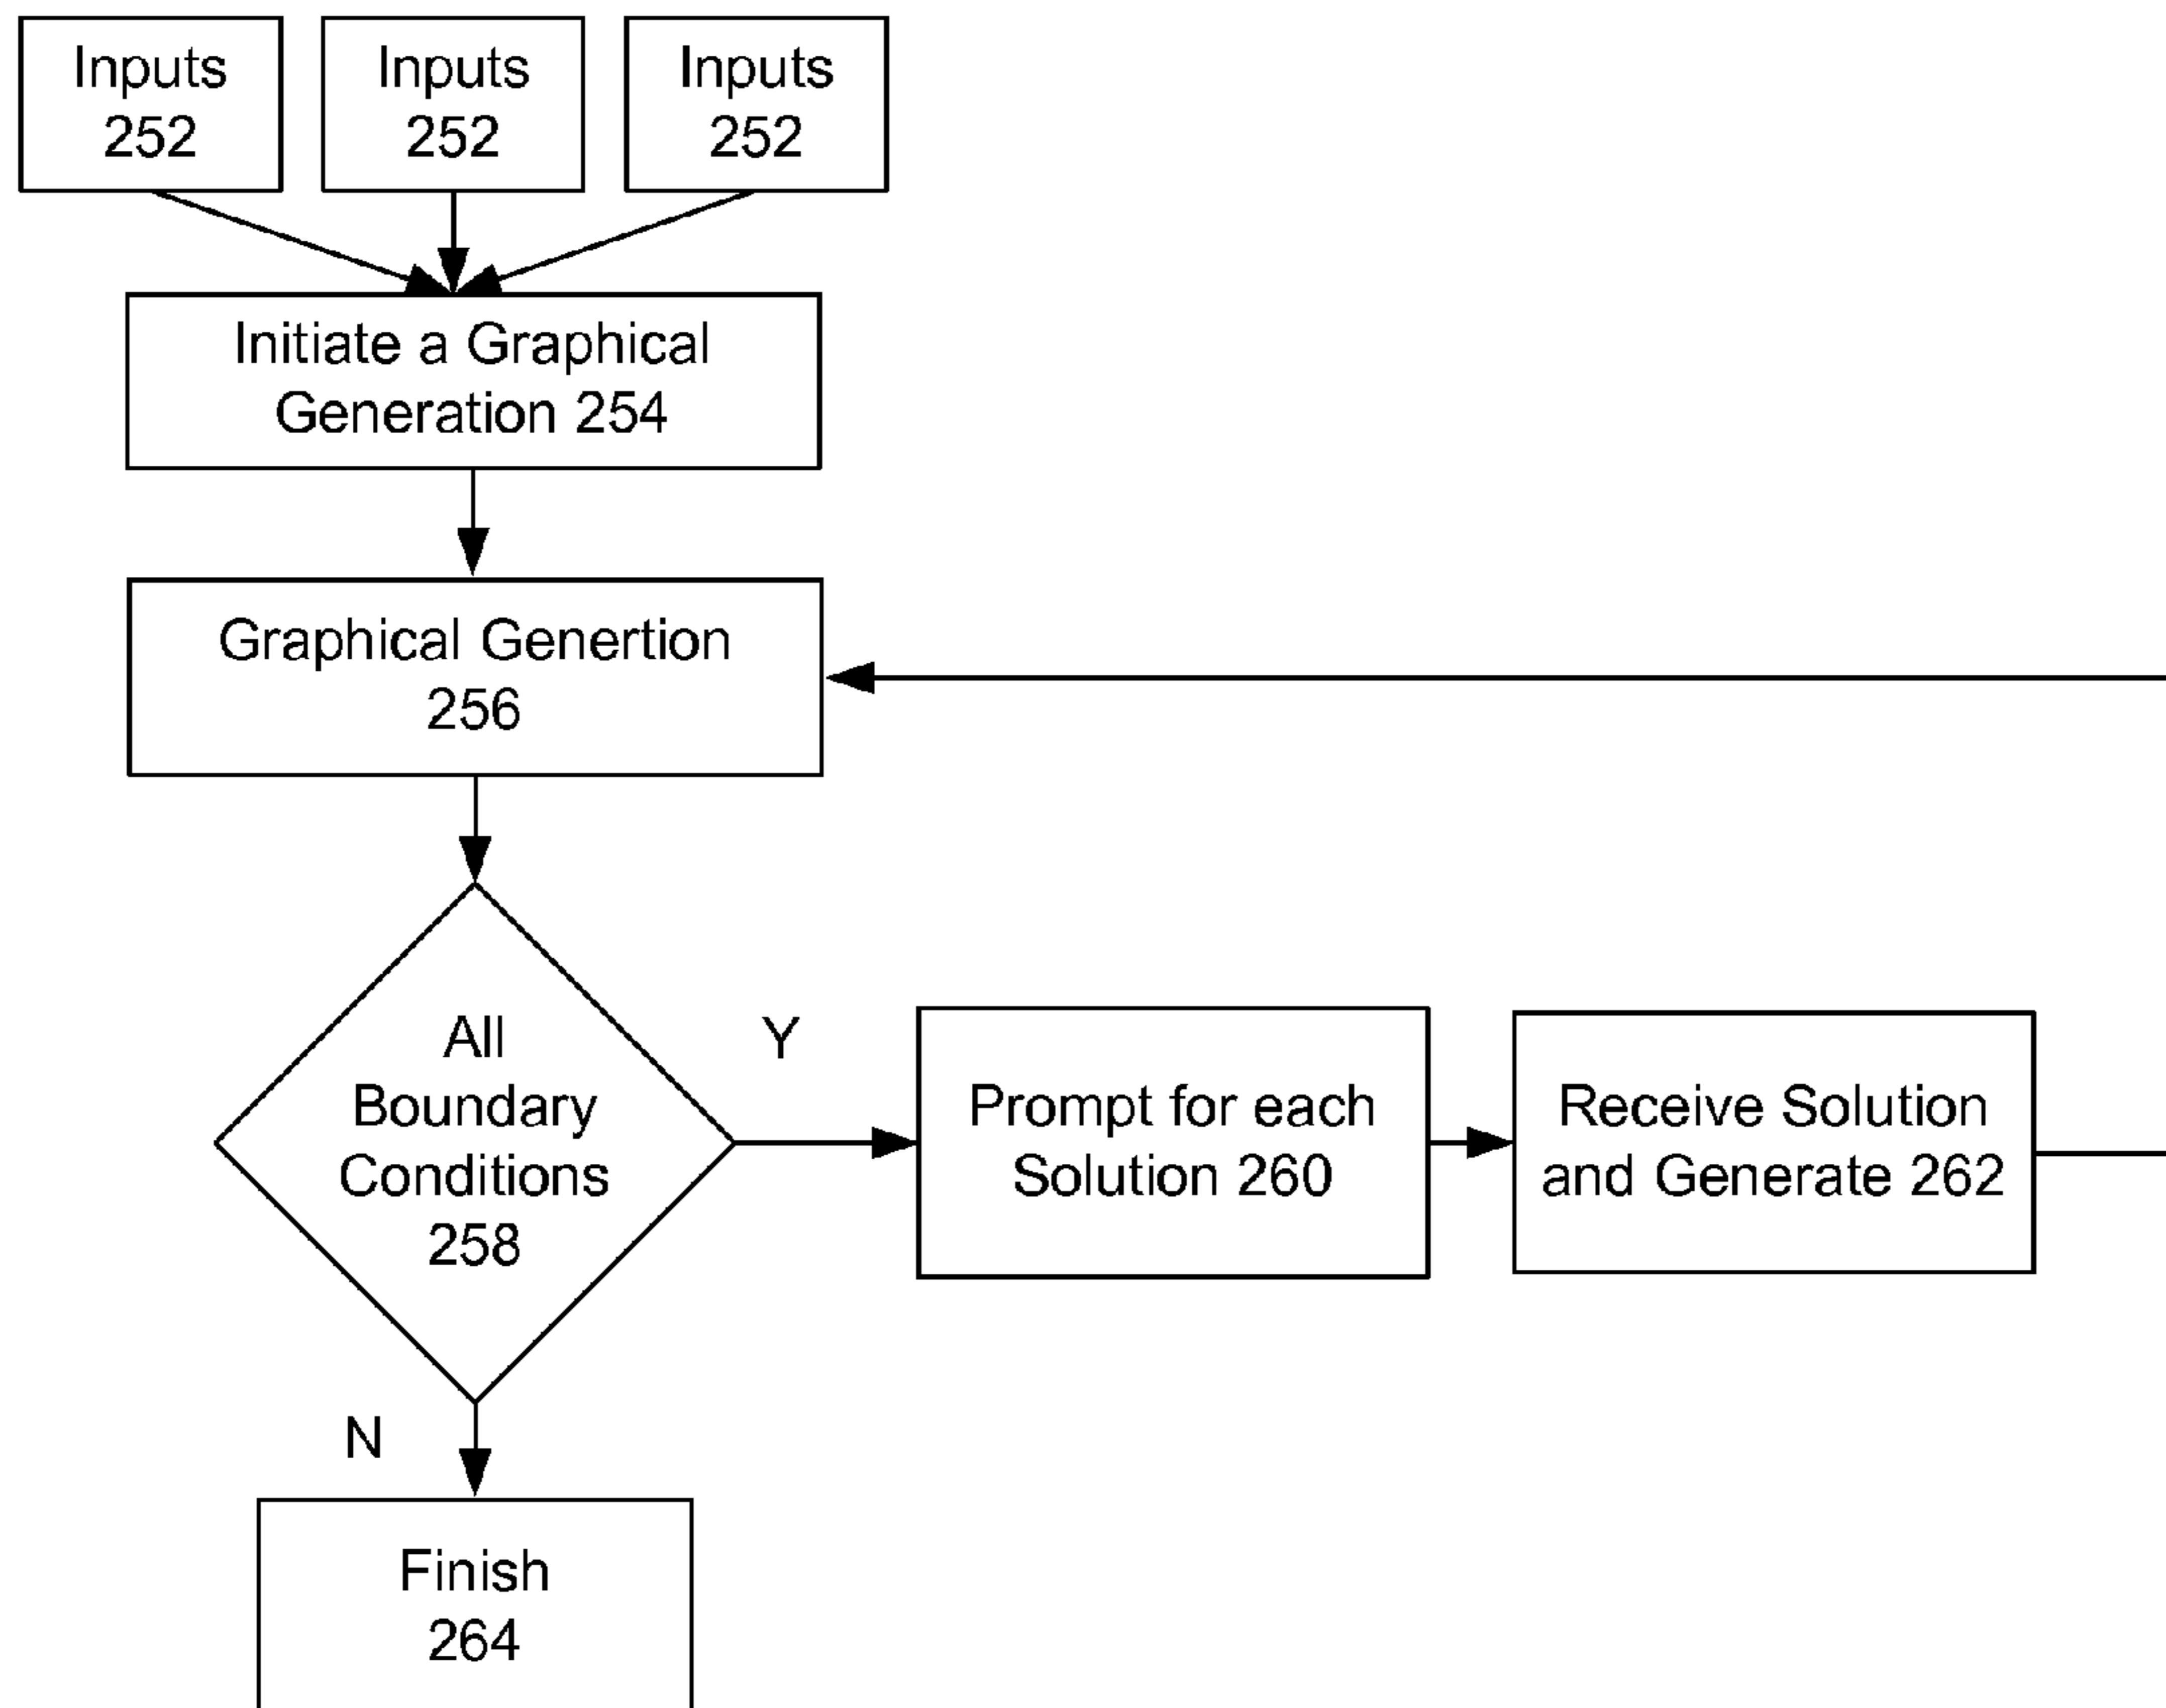 Inputs
252
Inputs
252
Inputs
252
Initiate a Graphical
Generation 254
Graphical Genertion
256
All
Boundary
Conditions
258
Y
Prompt for each
Solution 260
Receive Solution
and Generate 262
N
Finish
264